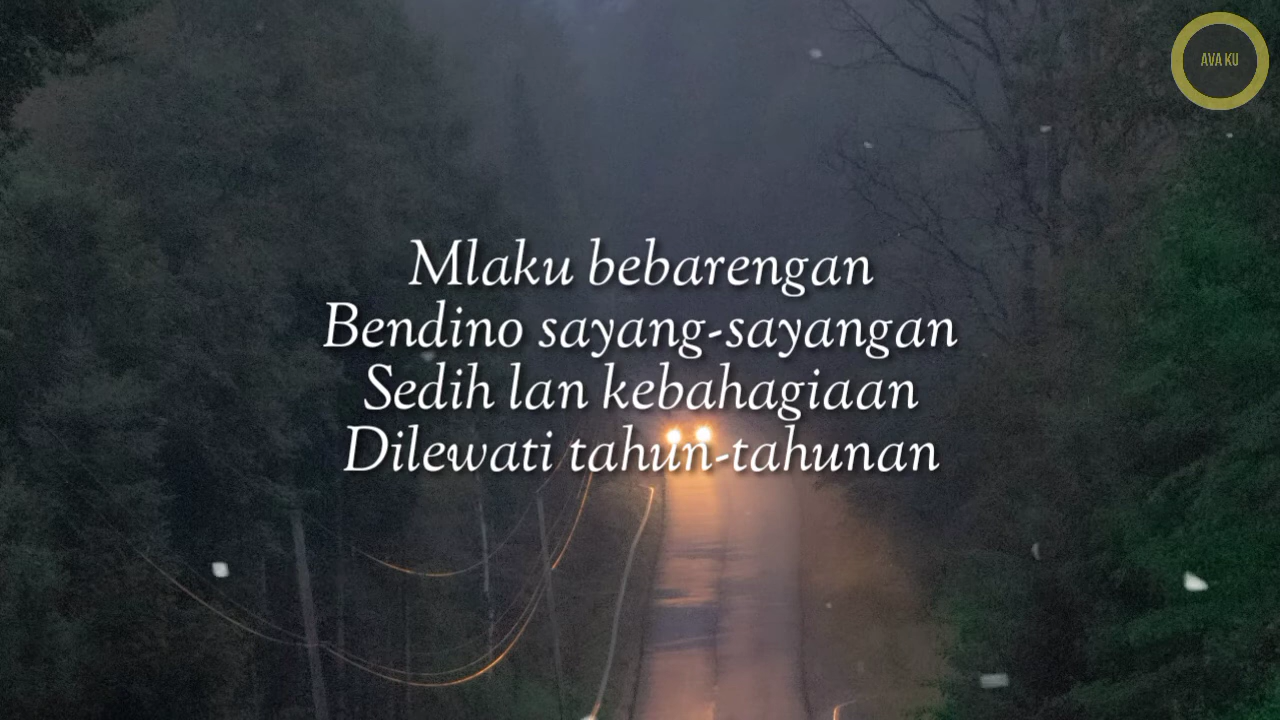 AVA KU
Mlaku bebarengan
Bendino sayang-sayangan
Sedih lan kebahagiaan
Dilewati tahun-tahunan